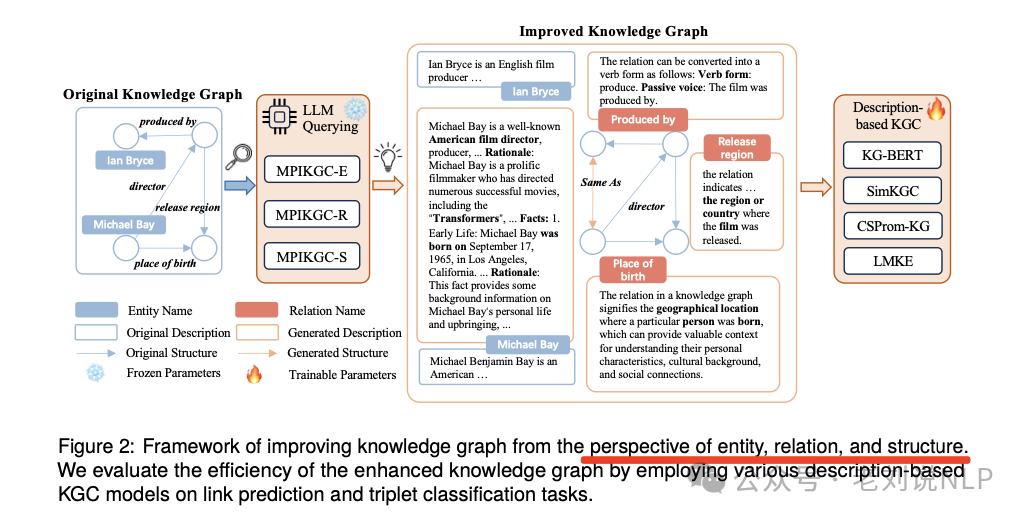 Improved Knowledge Graph
Original Knowledge Graph
produced by
Ian Bryce
director
release region
Michael Bay
place of birth
LLM
Querying
MPIKGC-E
MPIKGC-R
MPIKGC-S
Ian Bryce is an English film
producer …
Ian Bryce
Michael Bay is a well-known
American film director,
producer, ... Rationale:
Michael Bay is a prolific
filmmaker who has directed
numerous successful movies,
including the
"Transformers", ... Facts: 1.
Early Life: Michael Bay was
born on September 17,
1965, in Los Angeles,
California. ... Rationale:
This fact provides some
background information on
Michael Bay's personal life
and upbringing, ...
Michael Bay
Michael Benjamin Bay is an
American …
The relation can be converted into a
verb form as follows: Verb form:
produce. Passive voice: The film was
produced by.
Produced by
Release
region
the relation
indicates …
the region or
country where
the film was
released.
Same As
director
Place of
birth
The relation in a knowledge graph
signifies the geographical location
where a particular person was born,
which can provide valuable context
for understanding their personal
characteristics, cultural background,
and social connections.
Description-
based KGC
KG-BERT
SimKGC
CSProm-KG
LMKE
Entity Name
Relation Name
Original Description
Generated Description
Original Structure
Generated Structure
Frozen Parameters
Trainable Parameters
Figure 2: Framework of improving knowledge graph from the perspective of entity, relation, and structure.
We evaluate the efficiency of the enhanced knowledge graph by employing various description-based
KGC models on link prediction and triplet classification tasks.
公众号 · 老刘说NLP